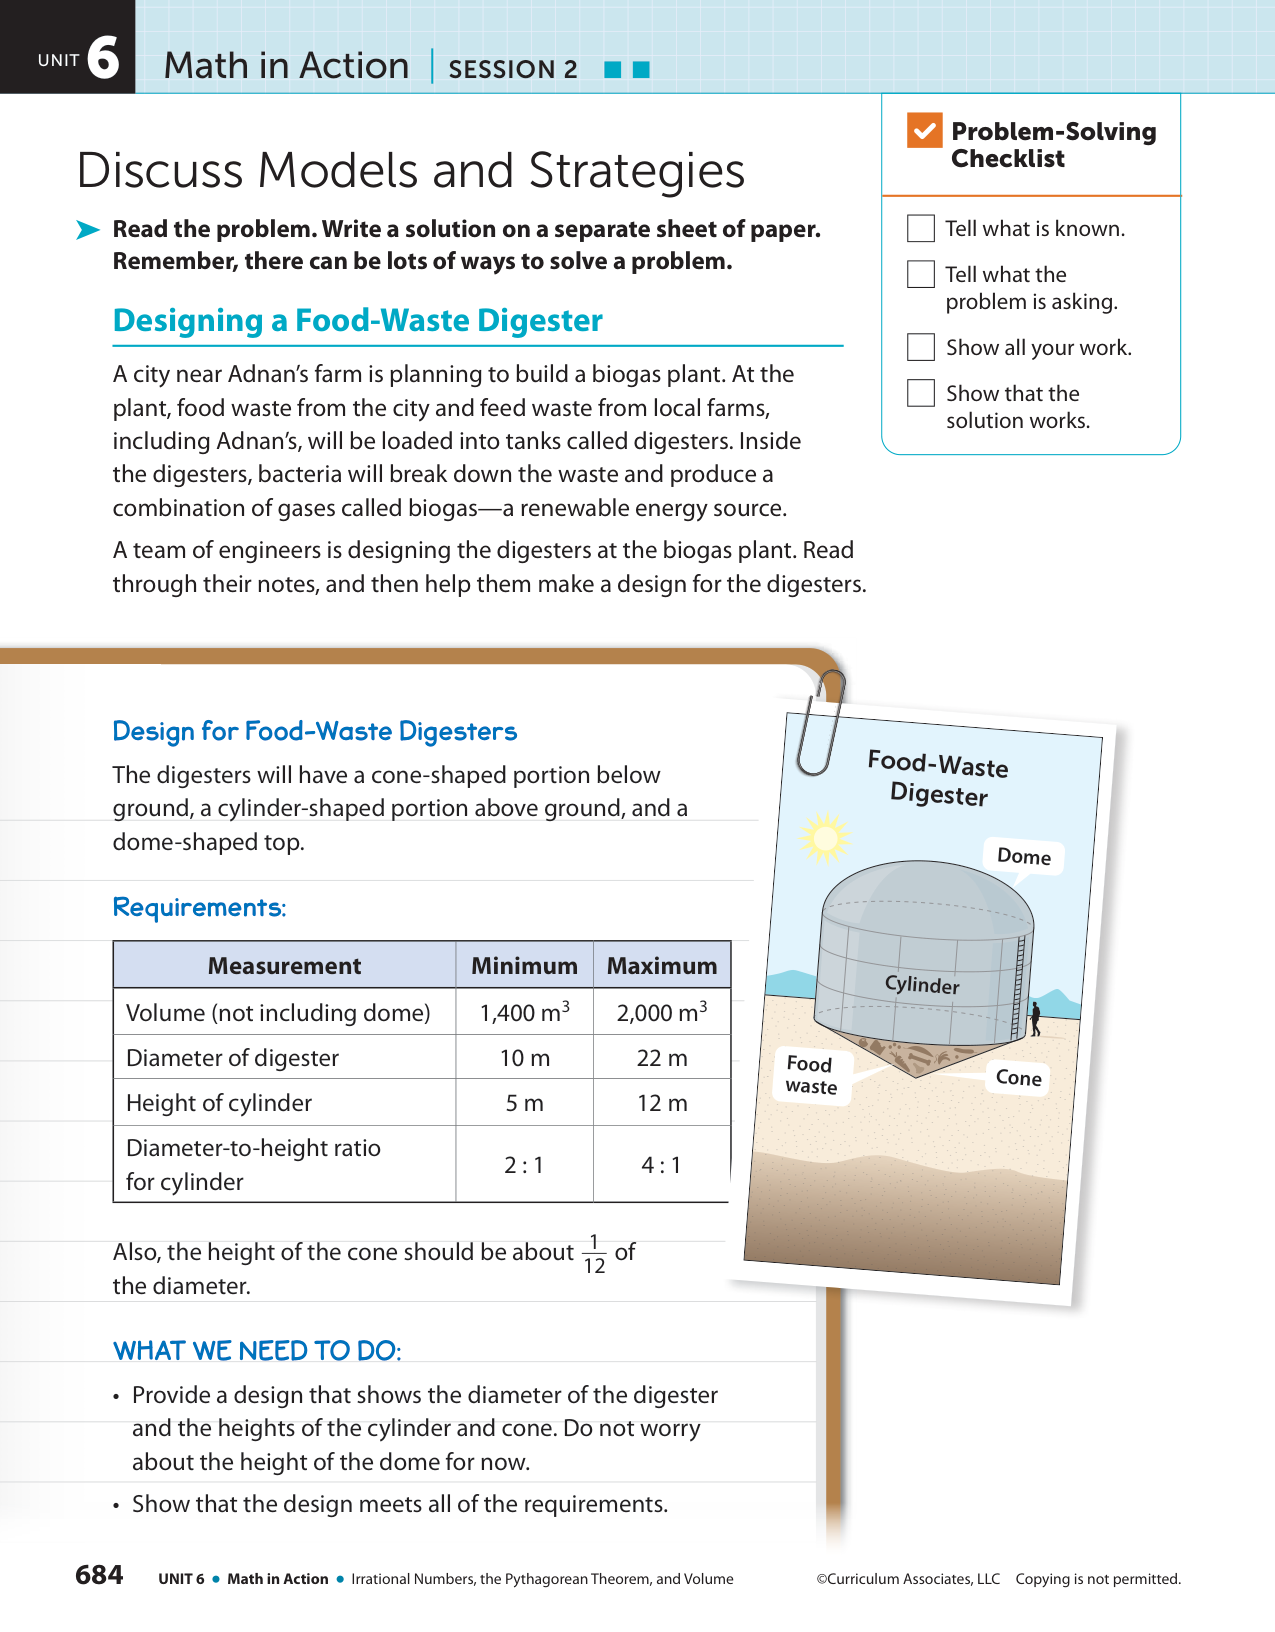 UNIT 6 Math in Action | SESSION 2
Problem-Solving
Checklist
Tell what is known.
Tell what the
problem is asking.
Show all your work.
Show that the
solution works.
Discuss Models and Strategies
Read the problem. Write a solution on a separate sheet of paper.
Remember, there can be lots of ways to solve a problem.
Designing a Food-Waste Digester
A city near Adnan’s farm is planning to build a biogas plant. At the
plant, food waste from the city and feed waste from local farms,
including Adnan’s, will be loaded into tanks called digesters. Inside
the digesters, bacteria will break down the waste and produce a
combination of gases called biogas—a renewable energy source.
A team of engineers is designing the digesters at the biogas plant. Read
through their notes, and then help them make a design for the digesters.
Design for Food-Waste Digesters
The digesters will have a cone-shaped portion below
ground, a cylinder-shaped portion above ground, and a
dome-shaped top.
Requirements:
Measurement Minimum Maximum
Volume (not including dome) 1,400 m³ 2,000 m³
Diameter of digester 10 m 22 m
Height of cylinder 5 m 12 m
Diameter-to-height ratio
for cylinder 2 : 1 4 : 1
Also, the height of the cone should be about 1/12 of
the diameter.
WHAT WE NEED TO DO:
• Provide a design that shows the diameter of the digester
and the heights of the cylinder and cone. Do not worry
about the height of the dome for now.
• Show that the design meets all of the requirements.
Food-Waste
Digester
Dome
Cylinder
Food
waste
Cone
684 UNIT 6 • Math in Action • Irrational Numbers, the Pythagorean Theorem, and Volume ©Curriculum Associates, LLC Copying is not permitted.